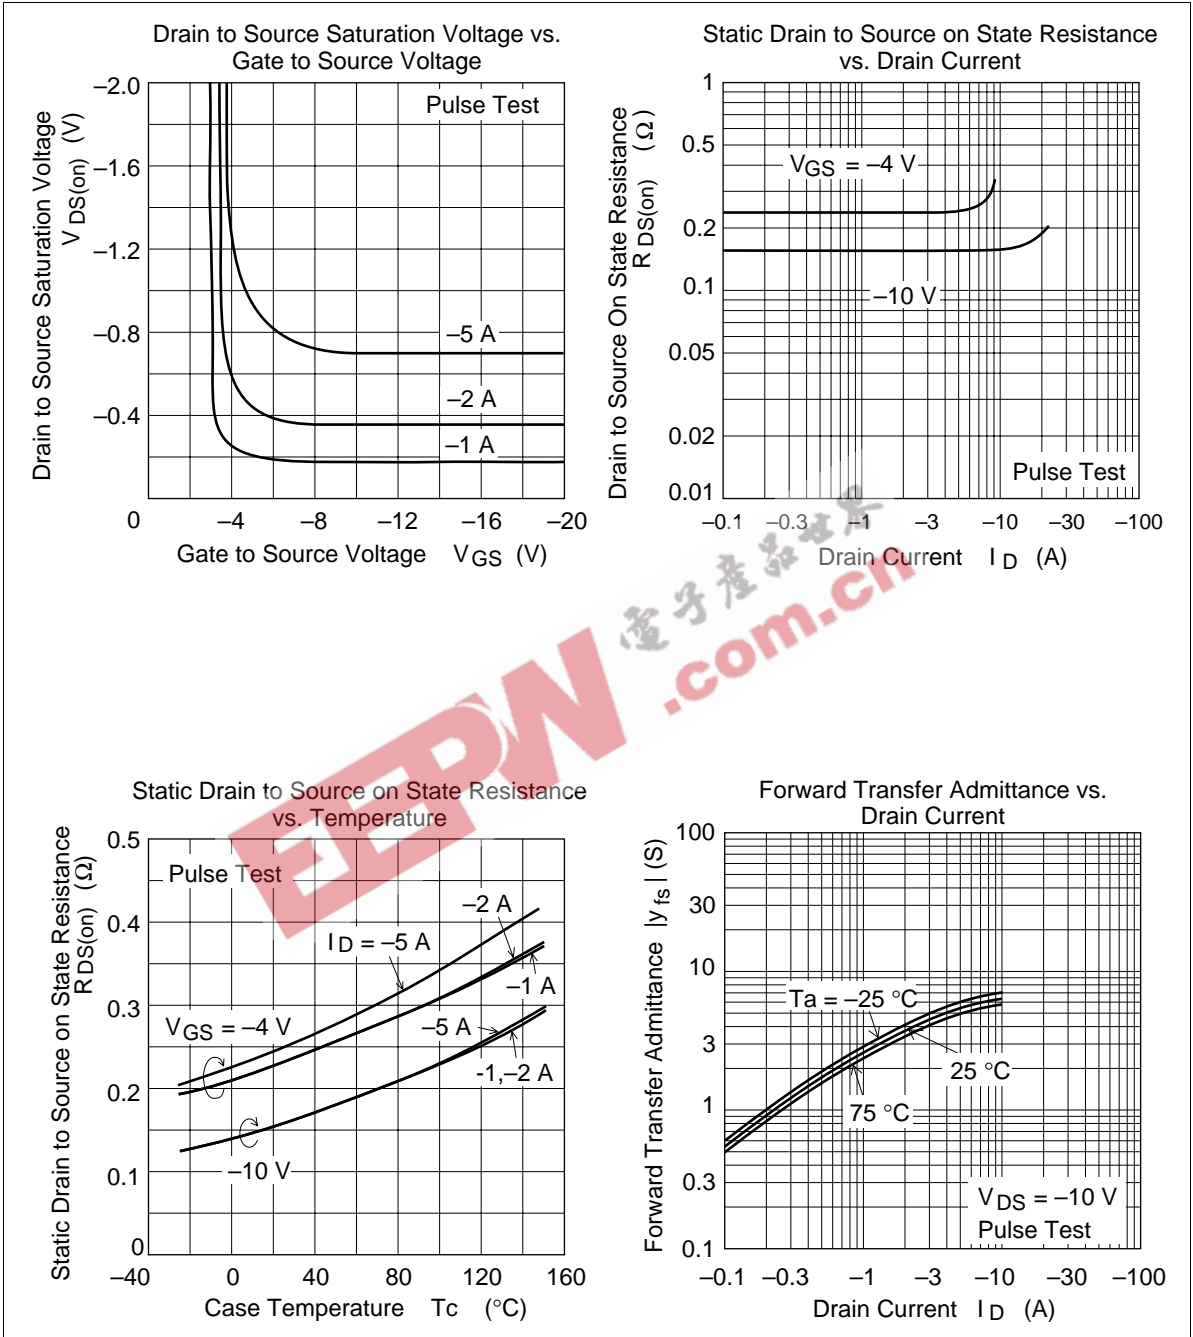 Drain to Source Saturation Voltage vs.
Gate to Source Voltage
Drain to Source Saturation Voltage
V DS(on) (V)
–2.0
–1.6
–1.2
–0.8
–0.4
0
Pulse Test
–5 A
–2 A
–1 A
–4
–8
–12
–16
–20
Gate to Source Voltage VGS (V)
Static Drain to Source on State Resistance
vs. Drain Current
Drain to Source On State Resistance
R DS(on) (Ω)
1
0.5
0.2
0.1
0.05
0.02
0.01
VGS = –4 V
–10 V
Pulse Test
–0.1
–0.3
–1
–3
–10
–30
–100
Drain Current I D (A)
電子產品世界
EEPW
.com.cn
Static Drain to Source on State Resistance
vs. Temperature
Static Drain to Source on State Resistance
R DS(on) (Ω)
0.5
0.4
0.3
0.2
0.1
0
Pulse Test
–2 A
I D = –5 A
–1 A
VGS = –4 V
–5 A
-1,–2 A
–10 V
–40
0
40
80
120
160
Case Temperature Tc (°C)
Forward Transfer Admittance vs.
Drain Current
Forward Transfer Admittance |y fs | (S)
100
30
10
3
1
0.3
0.1
Ta = –25 °C
25 °C
75 °C
V DS = –10 V
Pulse Test
–0.1
–0.3
–1
–3
–10
–30
–100
Drain Current I D (A)